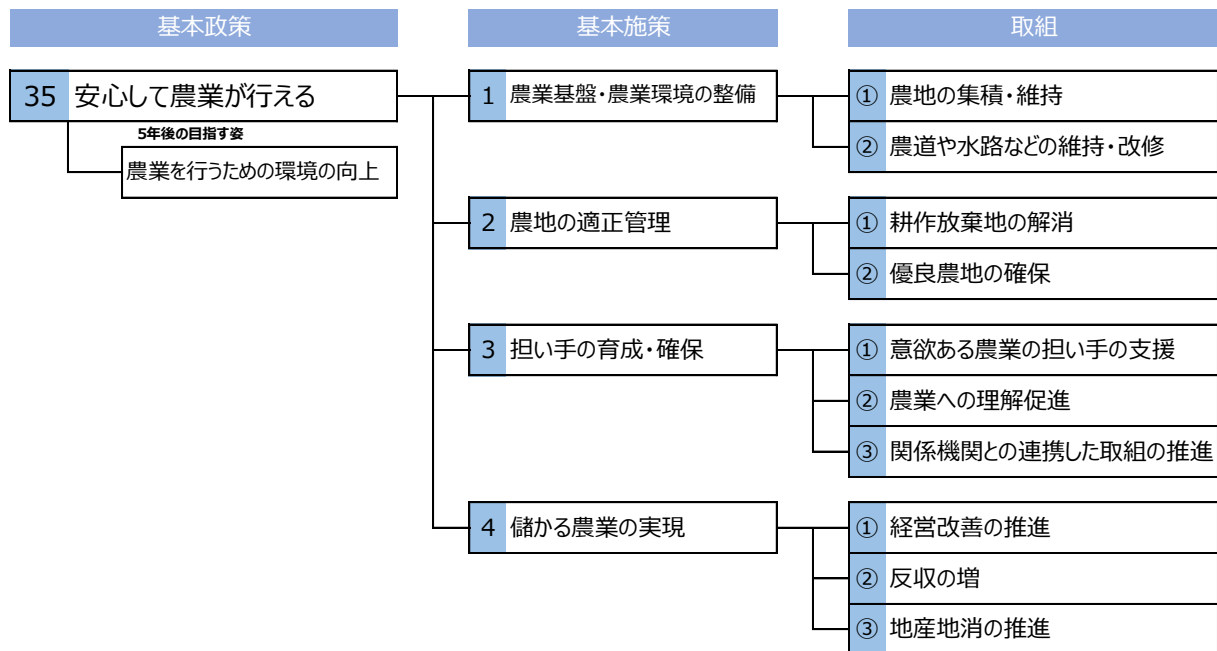 基本政策
基本施策
取組
35 安心して農業が行える
5年後の目指す姿
農業を行うための環境の向上
1 農業基盤・農業環境の整備
① 農地の集積・維持
② 農道や水路などの維持・改修
2 農地の適正管理
① 耕作放棄地の解消
② 優良農地の確保
3 担い手の育成・確保
① 意欲ある農業の担い手の支援
② 農業への理解促進
③ 関係機関との連携した取組の推進
4 儲かる農業の実現
① 経営改善の推進
② 反収の増
③ 地産地消の推進